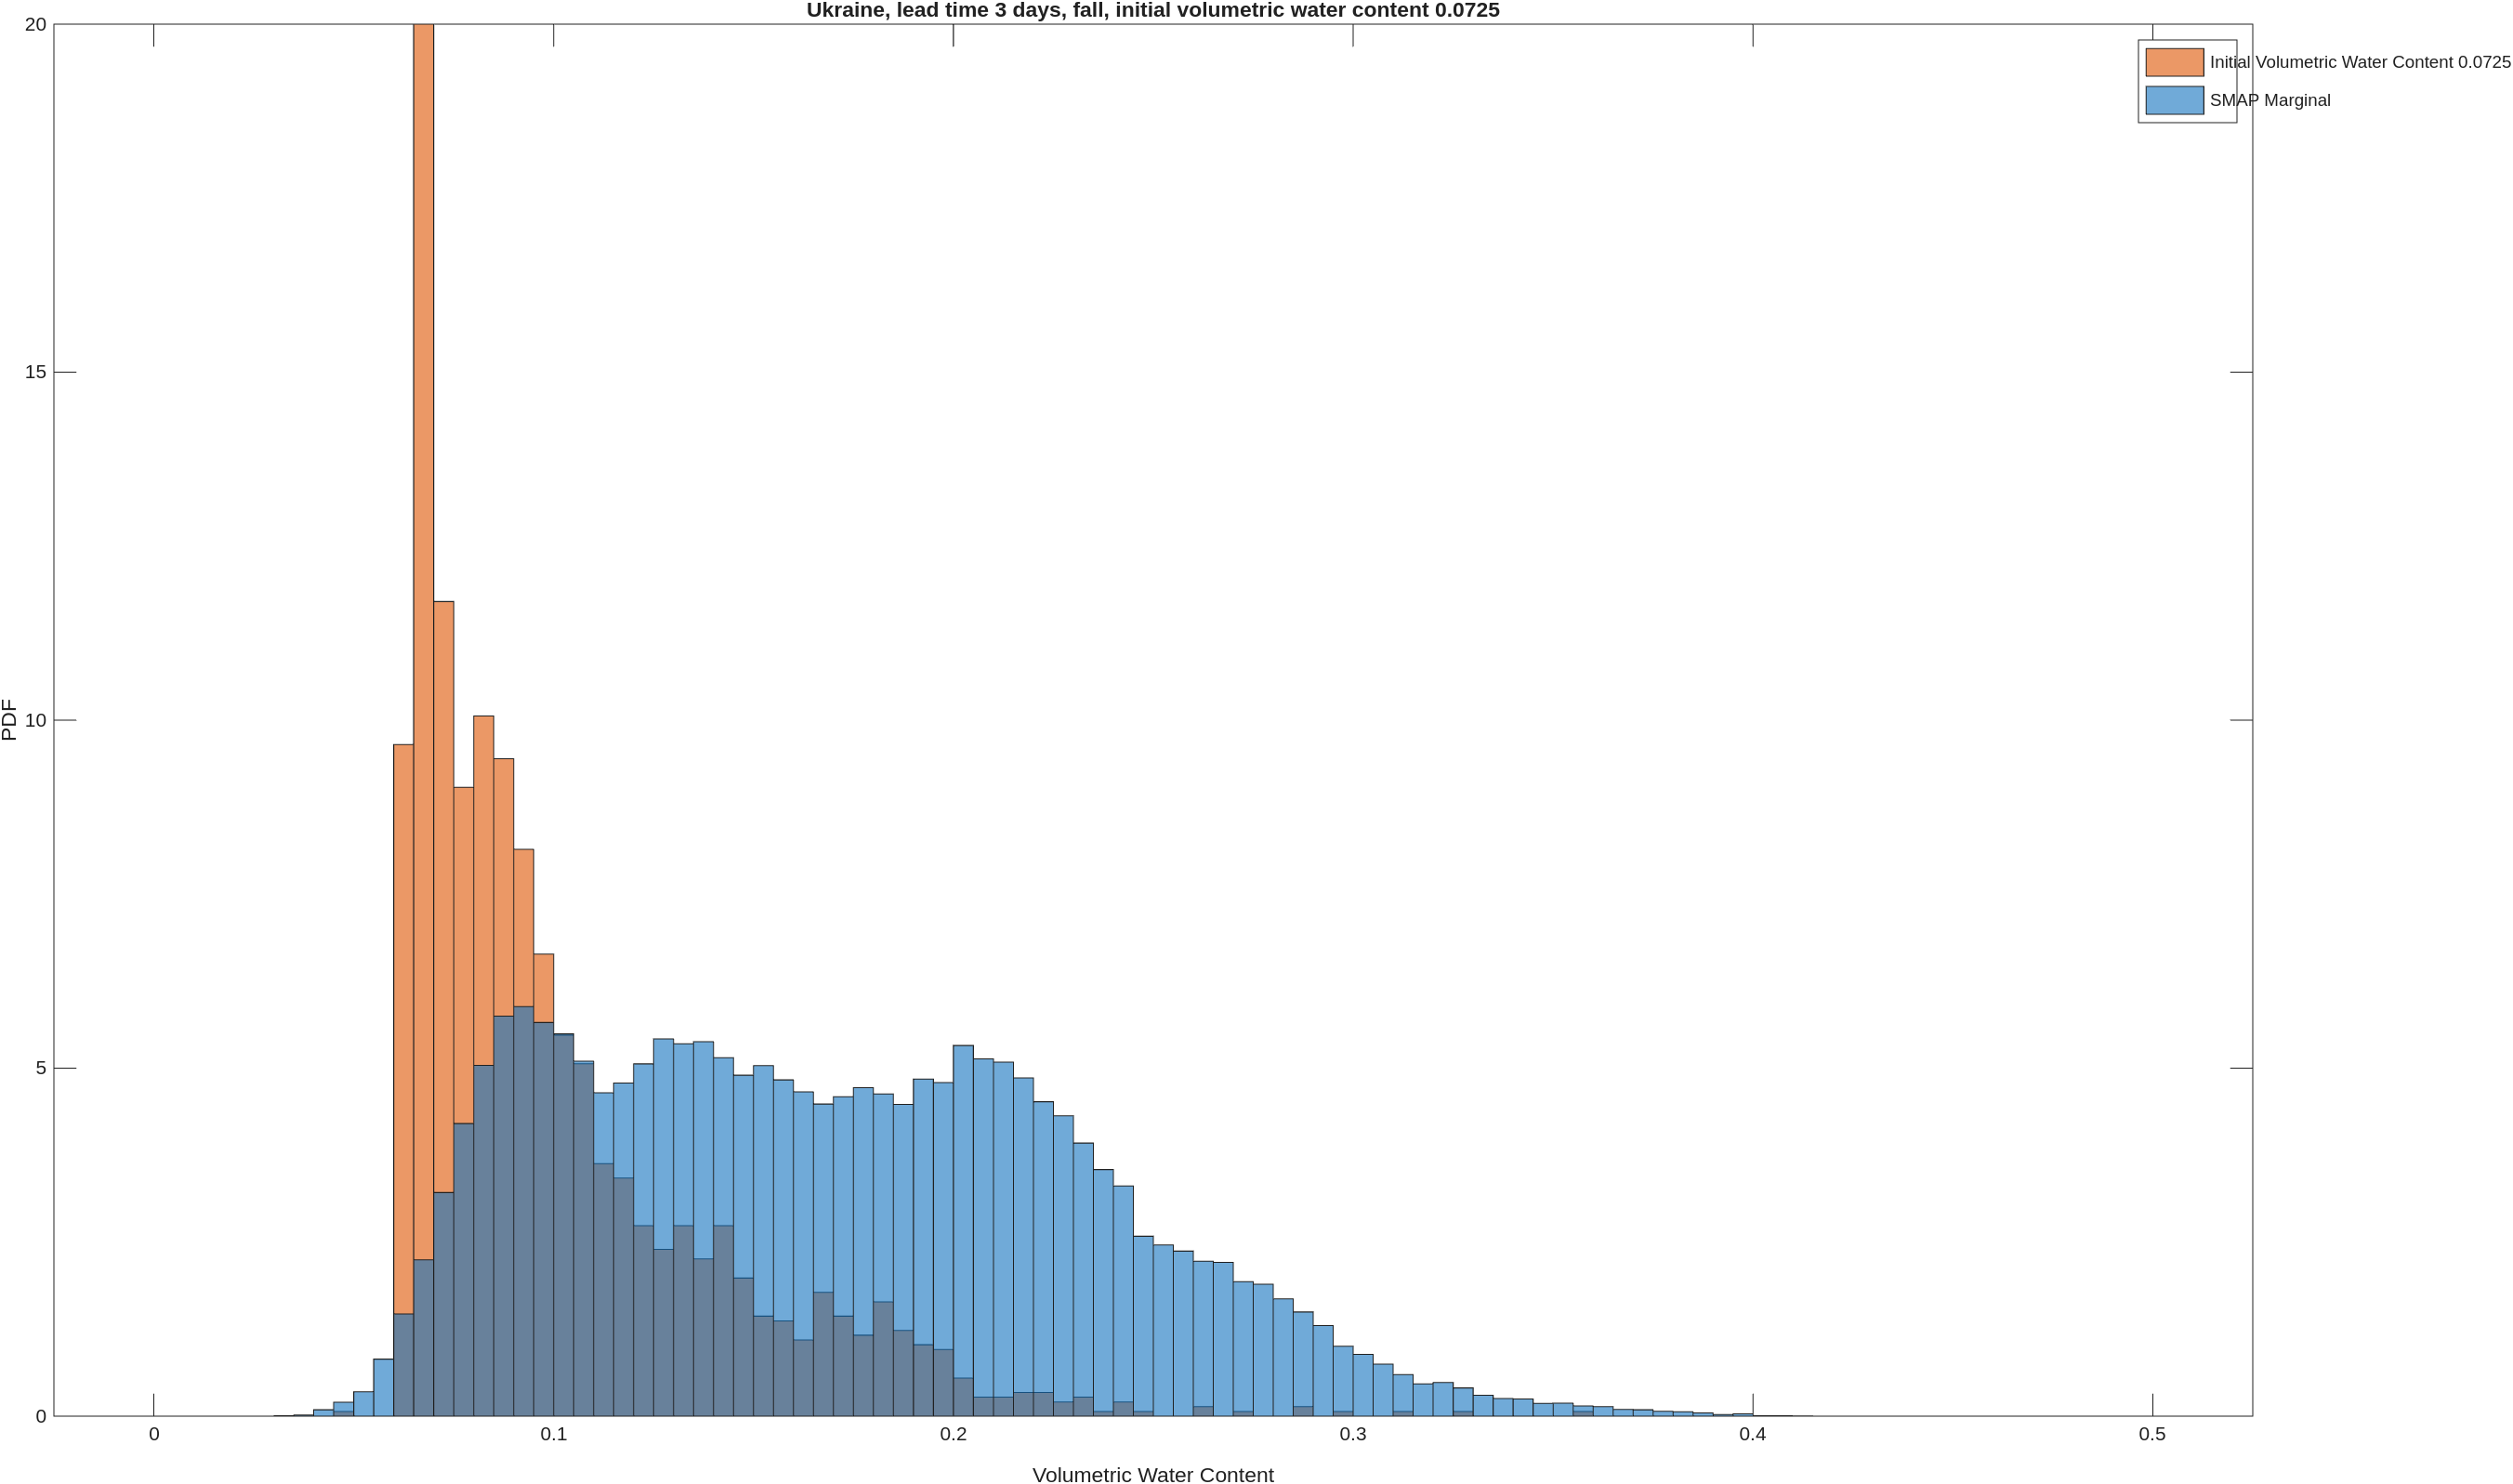 Ukraine, lead time 3 days, fall, initial volumetric water content 0.0725
20
15
10
5
0
PDF
Initial Volumetric Water Content 0.0725
SMAP Marginal
0 0.1 0.2 0.3 0.4 0.5
Volumetric Water Content